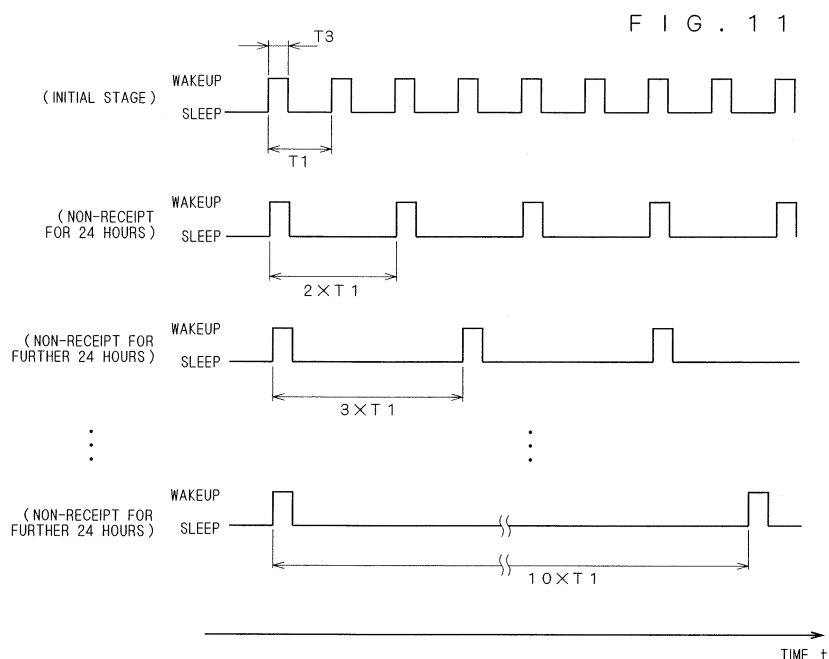 F I G . 1 1
T3
WAKEUP
(INITIAL STAGE)
SLEEP
T1
WAKEUP
(NON-RECEIPT
FOR 24 HOURS)
SLEEP
2×T1
WAKEUP
(NON-RECEIPT FOR
FURTHER 24 HOURS)
SLEEP
3×T1
WAKEUP
(NON-RECEIPT FOR
FURTHER 24 HOURS)
SLEEP
10×T1
TIME t